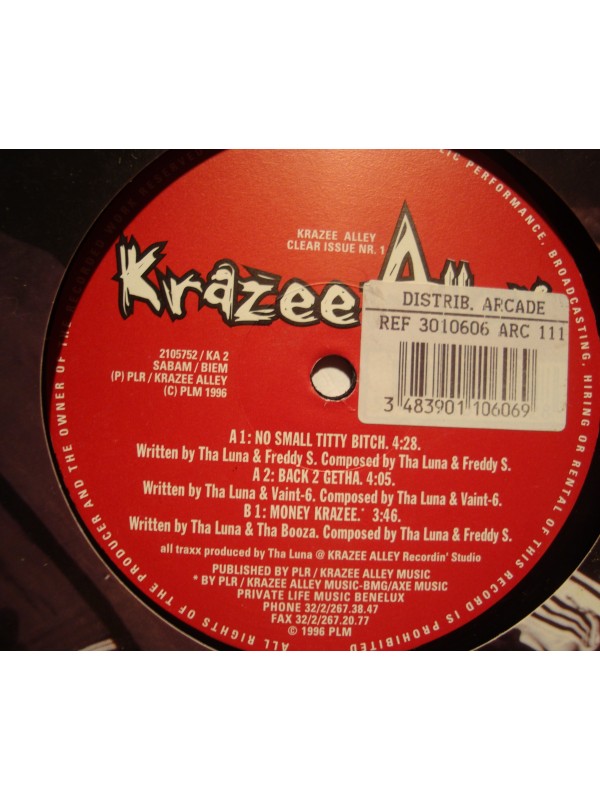 KRAZEE ALLEY
CLEAR ISSUE NR. 1
Krazee
DISTRIB. ARCADE
REF 3010606 ARC 111
3 483901 106069
2105752 / KA 2
SABAM / BIEM
(P) PLR / KRAZEE ALLEY
(C) PLM 1996
A 1: NO SMALL TITTY BITCH. 4:28.
Written by Tha Luna & Freddy S. Composed by Tha Luna & Freddy S.
A 2: BACK 2 GETHA. 4:05.
Written by Tha Luna & Vaint-6. Composed by Tha Luna & Vaint-6.
B 1: MONEY KRAZEE.* 3:46.
Written by Tha Luna & Tha Booza. Composed by Tha Luna & Freddy S.
all traxx produced by Tha Luna @ KRAZEE ALLEY Recordin' Studio
PUBLISHED BY PLR / KRAZEE ALLEY MUSIC
* BY PLR / KRAZEE ALLEY MUSIC-BMG/AXE MUSIC
PRIVATE LIFE MUSIC BENELUX
PHONE 32/2/267.38.47
FAX 32/2/267.20.77
© 1996 PLM
ALL RIGHTS OF THE PRODUCER AND THE OWNER OF THE RECORDED WORK RESERVED
PERFORMANCE, BROADCASTING, HIRING OR RENTAL OF THIS RECORD IS PROHIBITED